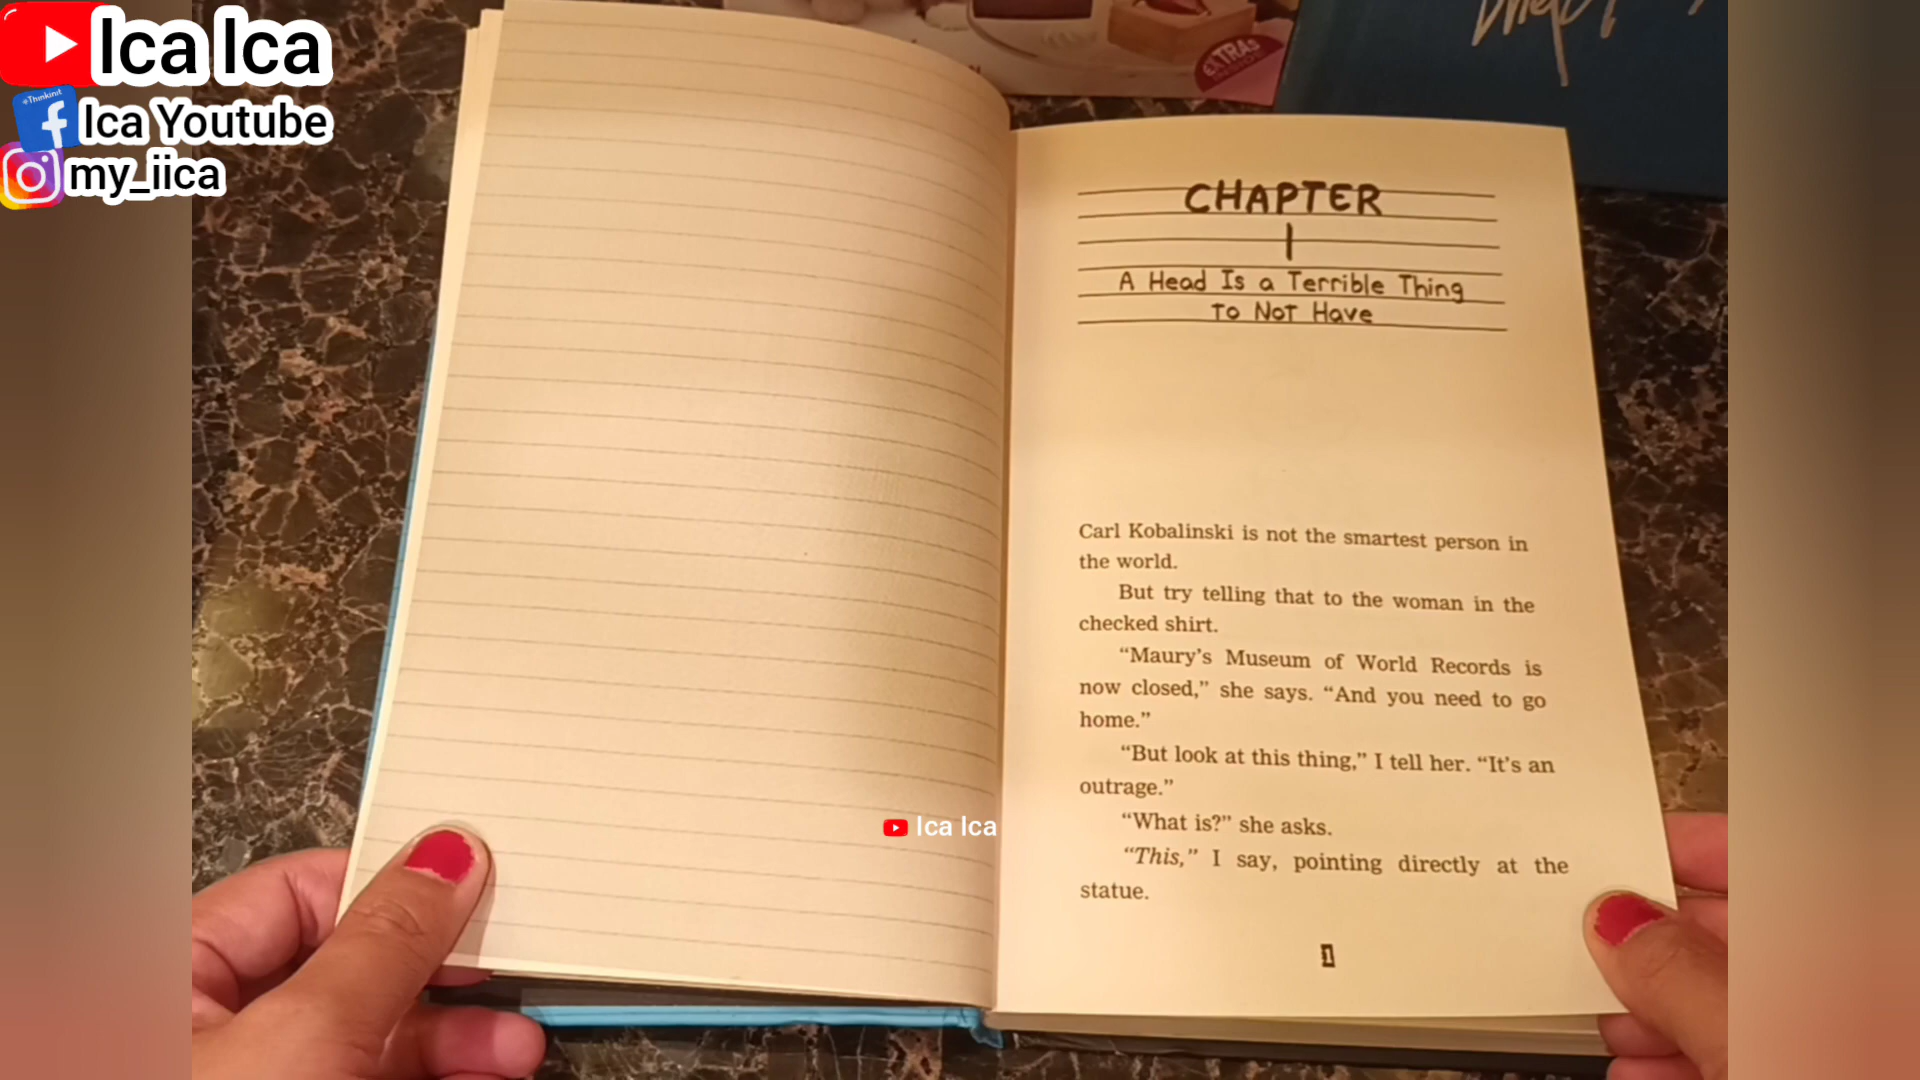 Ica Ica
@Thinkinit
Ica Youtube
my_iica
EXTRAS
CHAPTER
1
A Head Is a Terrible Thing
To Not Have
Carl Kobalinski is not the smartest person in
the world.
But try telling that to the woman in the
checked shirt.
“Maury’s Museum of World Records is
now closed,” she says. “And you need to go
home.”
“But look at this thing,” I tell her. “It’s an
outrage.”
“What is?” she asks.
“This,” I say, pointing directly at the
statue.
1
Ica Ica